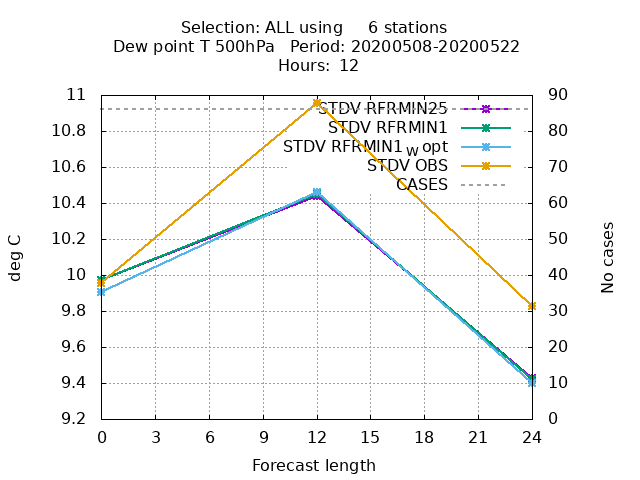 Selection: ALL using     6 stations
Dew point T 500hPa   Period: 20200508-20200522
Hours:  12
11
10.8
10.6
10.4
10.2
10
9.8
9.6
9.4
9.2
90
80
70
60
50
40
30
20
10
0
STDV RFRMIN25
STDV RFRMIN1
STDV RFRMIN1 w opt
STDV OBS
CASES
deg C
No cases
0 3 6 9 12 15 18 21 24
Forecast length